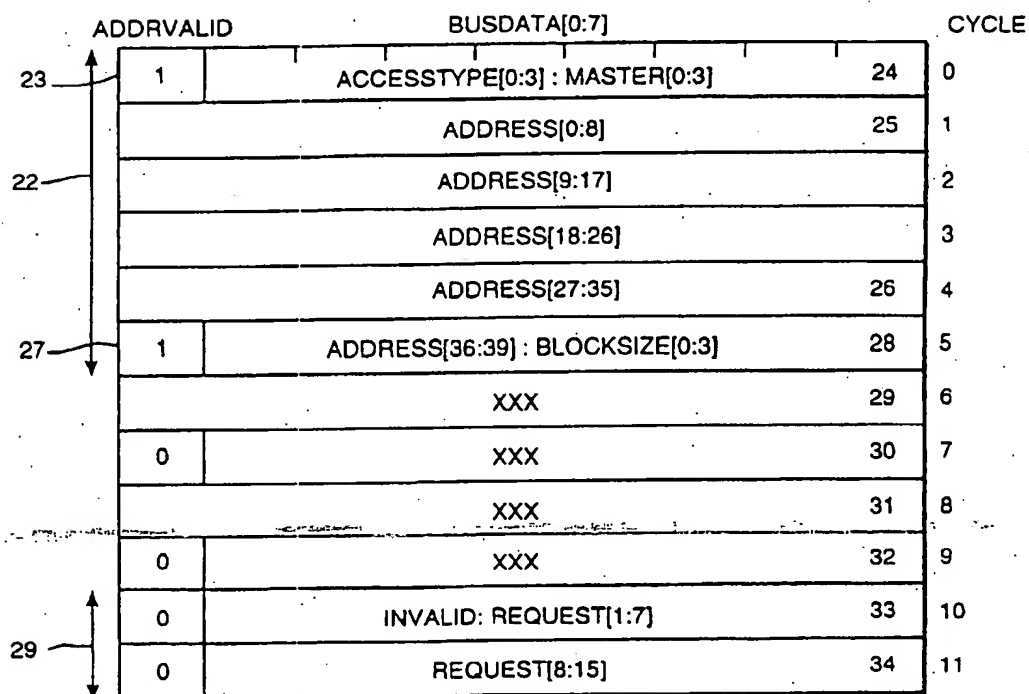 ADDRVALID BUSDATA[0:7] CYCLE
23 1 ACCESSTYPE[0:3] : MASTER[0:3] 24 0
ADDRESS[0:8] 25 1
22 ADDRESS[9:17] 2
ADDRESS[18:26] 3
ADDRESS[27:35] 26 4
27 1 ADDRESS[36:39] : BLOCKSIZE[0:3] 28 5
XXX 29 6
0 XXX 30 7
XXX 31 8
0 XXX 32 9
0 INVALID: REQUEST[1:7] 33 10
29 0 REQUEST[8:15] 34 11